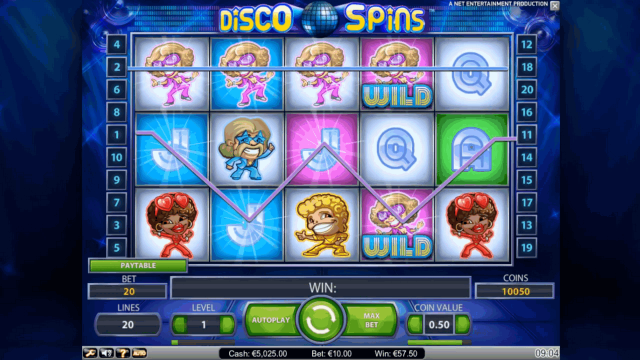 A NET ENTERTAINMENT PRODUCTION
DiSCO SPiNS
4 12
2 WILD Q 18
6 20
8 16
1 J J Q A 11
10 14
9 15
7 J WILD 17
3 13
5 19
PAYTABLE
BET WIN: COINS
20 10050
LINES LEVEL AUTOPLAY MAX BET COIN VALUE
20 1 0.50
? AUTO Cash: €5,025.00 Bet: €10.00 Win: €57.50 09:04